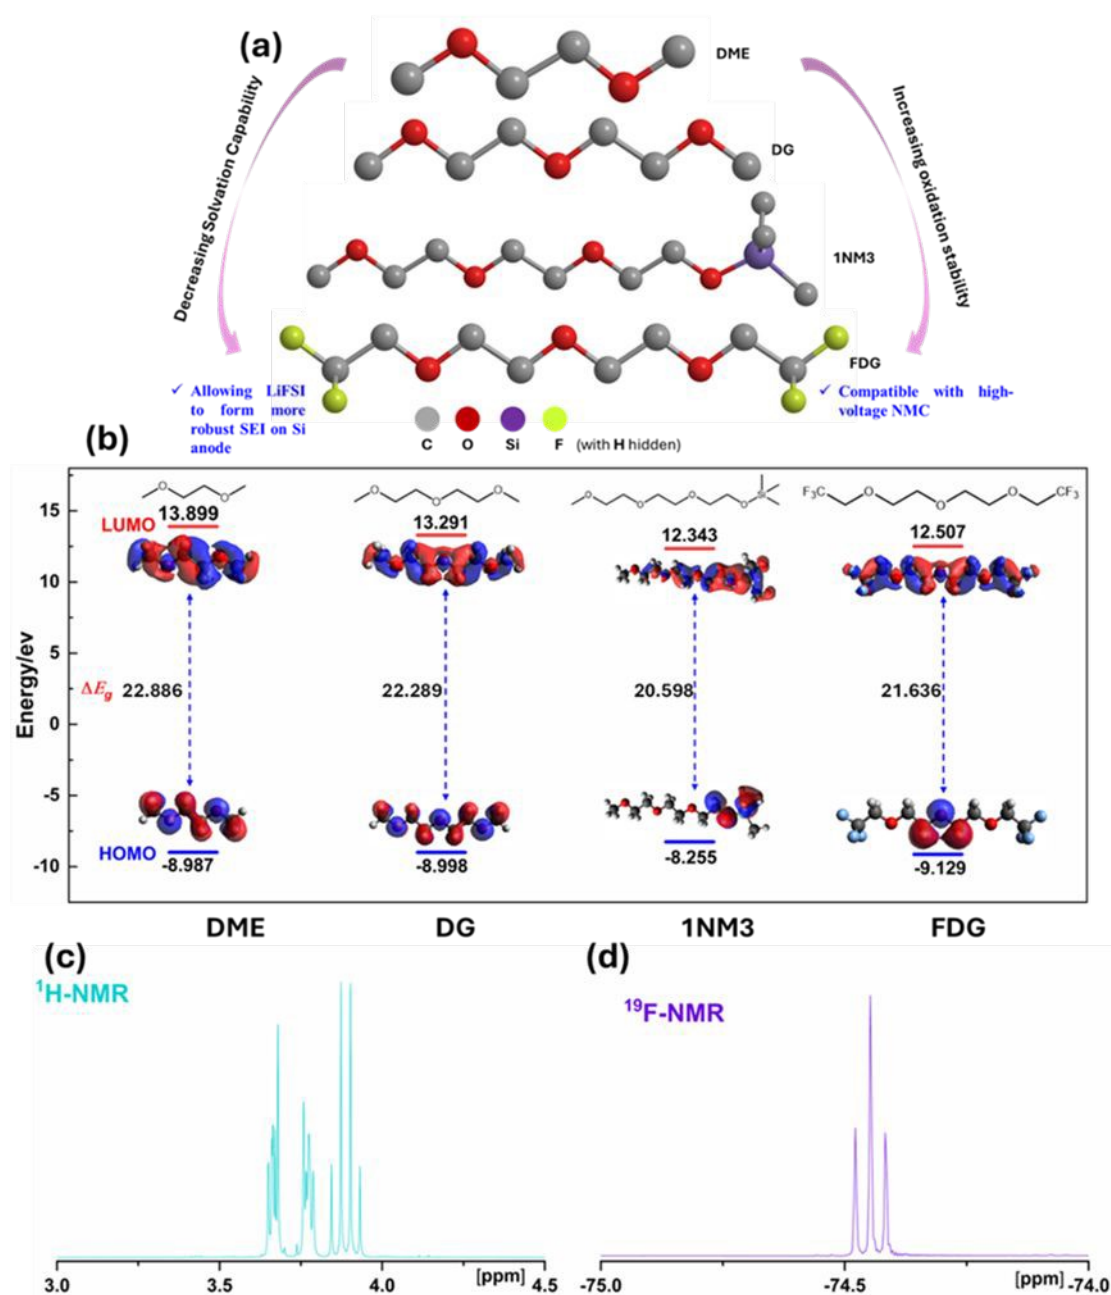 (a)
DME
DG
1NM3
FDG
Decreasing Solvation Capability
Increasing oxidation stability
✓ Allowing LiFSI
to form more
robust SEI on Si
anode
✓ Compatible with high-
voltage NMC
C O Si F (with H hidden)
(b)
Energy/ev
15
10
5
0
-5
-10
O
O
O
O
O
O
O
O
O
Si
F₃C
O
O
O
CF₃
LUMO
13.899
13.291
12.343
12.507
ΔEg
22.886
22.289
20.598
21.636
HOMO
-8.987
-8.998
-8.255
-9.129
DME
DG
1NM3
FDG
(c)
¹H-NMR
3.0 3.5 4.0 [ppm] 4.5
(d)
¹⁹F-NMR
-75.0 -74.5 [ppm] -74.0